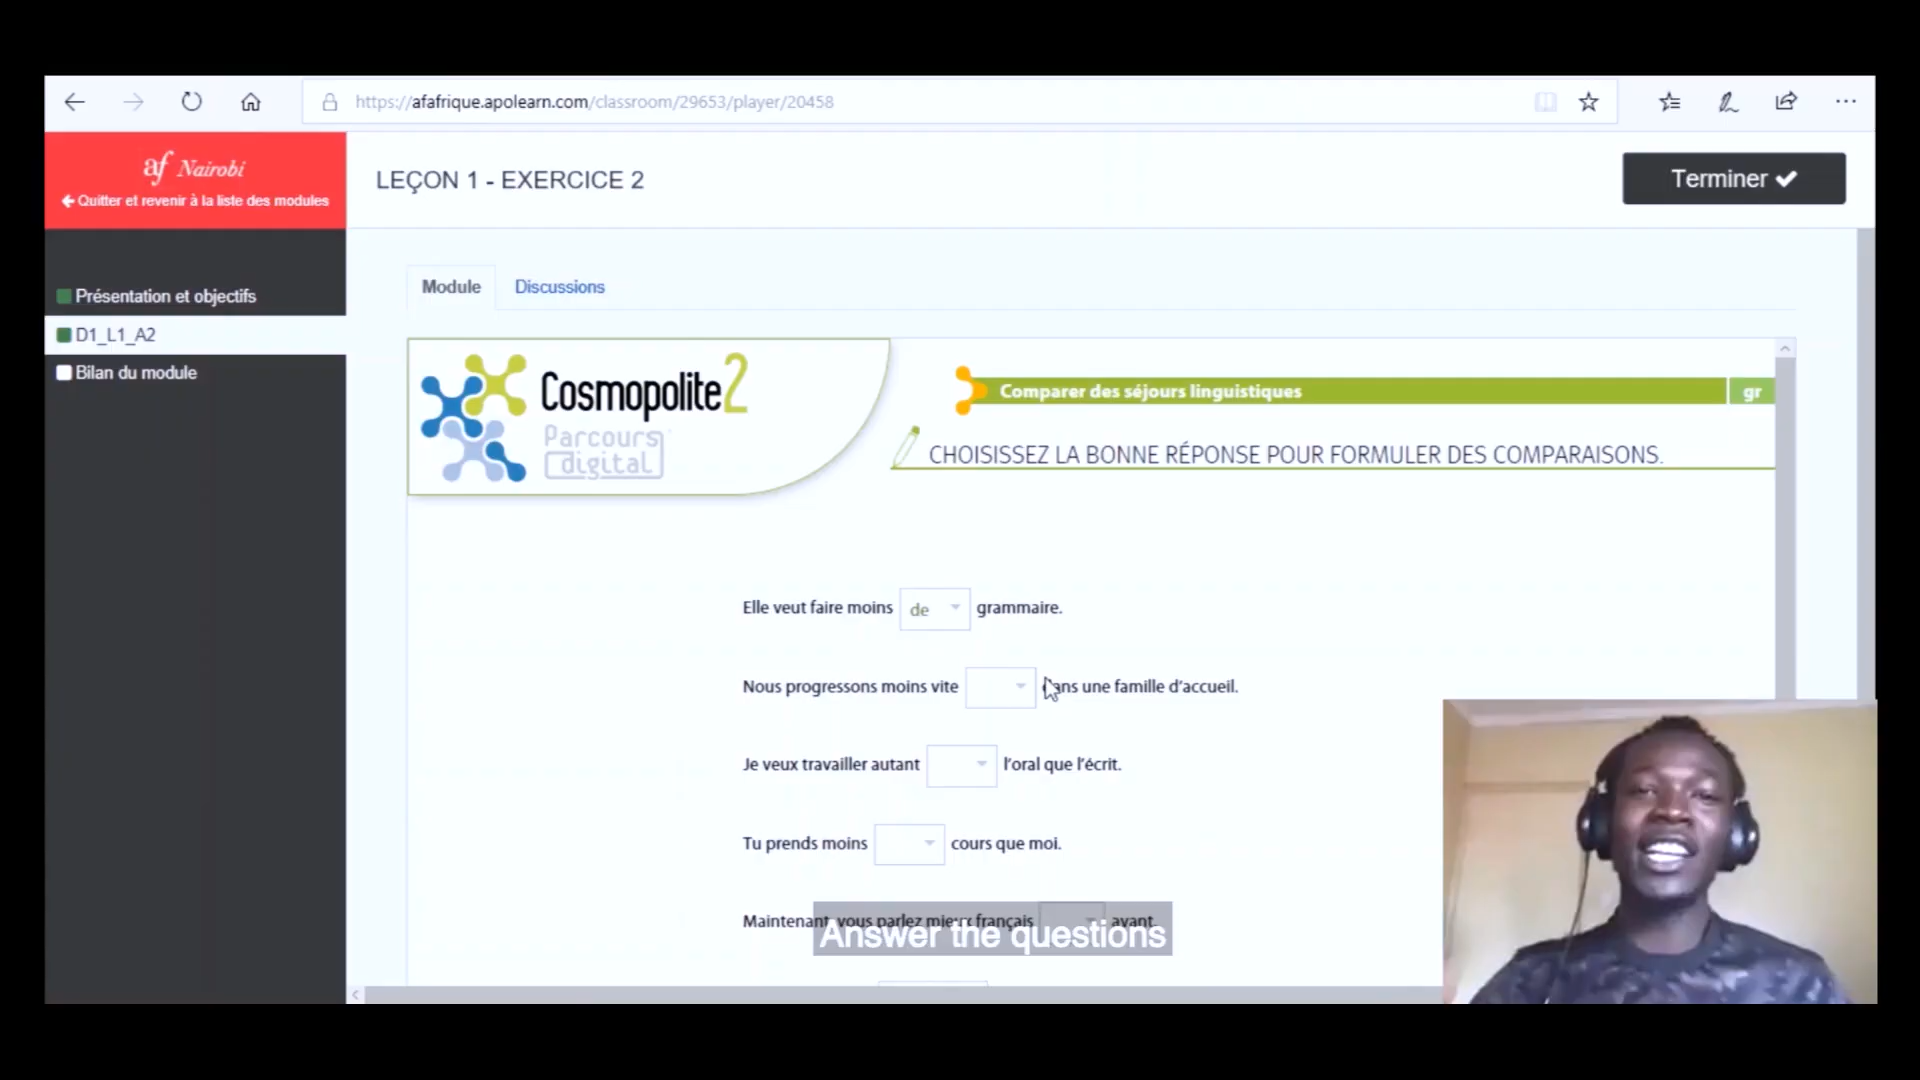 https://afafrique.apolearn.com/classroom/29653/player/20458
af Nairobi
Quitter et revenir à la liste des modules
LEÇON 1 - EXERCICE 2
Terminer
Présentation et objectifs
D1_L1_A2
Bilan du module
Module
Discussions
Cosmopolite 2
Parcours
digital
Comparer des séjours linguistiques
gr
CHOISISSEZ LA BONNE RÉPONSE POUR FORMULER DES COMPARAISONS.
Elle veut faire moins de grammaire.
Nous progressons moins vite dans une famille d'accueil.
Je veux travailler autant l'oral que l'écrit.
Tu prends moins cours que moi.
Maintenant, vous parlez mieux français avant.
Answer the questions